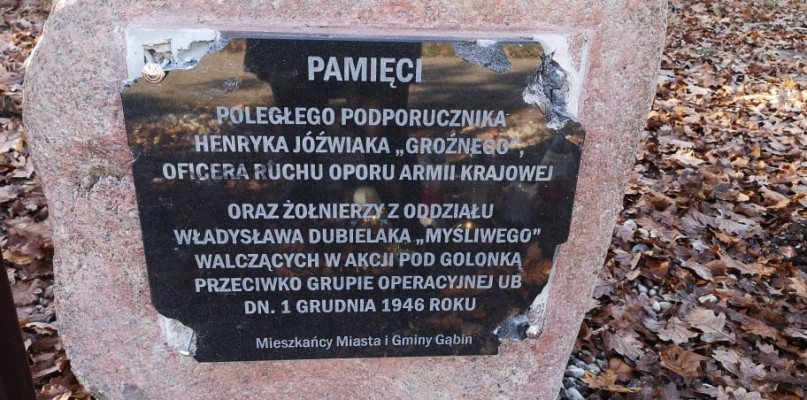 PAMIĘCI
POLEGŁEGO PODPORUCZNIKA
HENRYKA JÓŹWIAKA „GROŹNEGO”,
OFICERA RUCHU OPORU ARMII KRAJOWEJ
ORAZ ŻOŁNIERZY Z ODDZIAŁU
WŁADYSŁAWA DUBIELAKA „MYŚLIWEGO”
WALCZĄCYCH W AKCJI POD GOLONKĄ
PRZECIWKO GRUPIE OPERACYJNEJ UB
DN. 1 GRUDNIA 1946 ROKU
Mieszkańcy Miasta i Gminy Gąbin